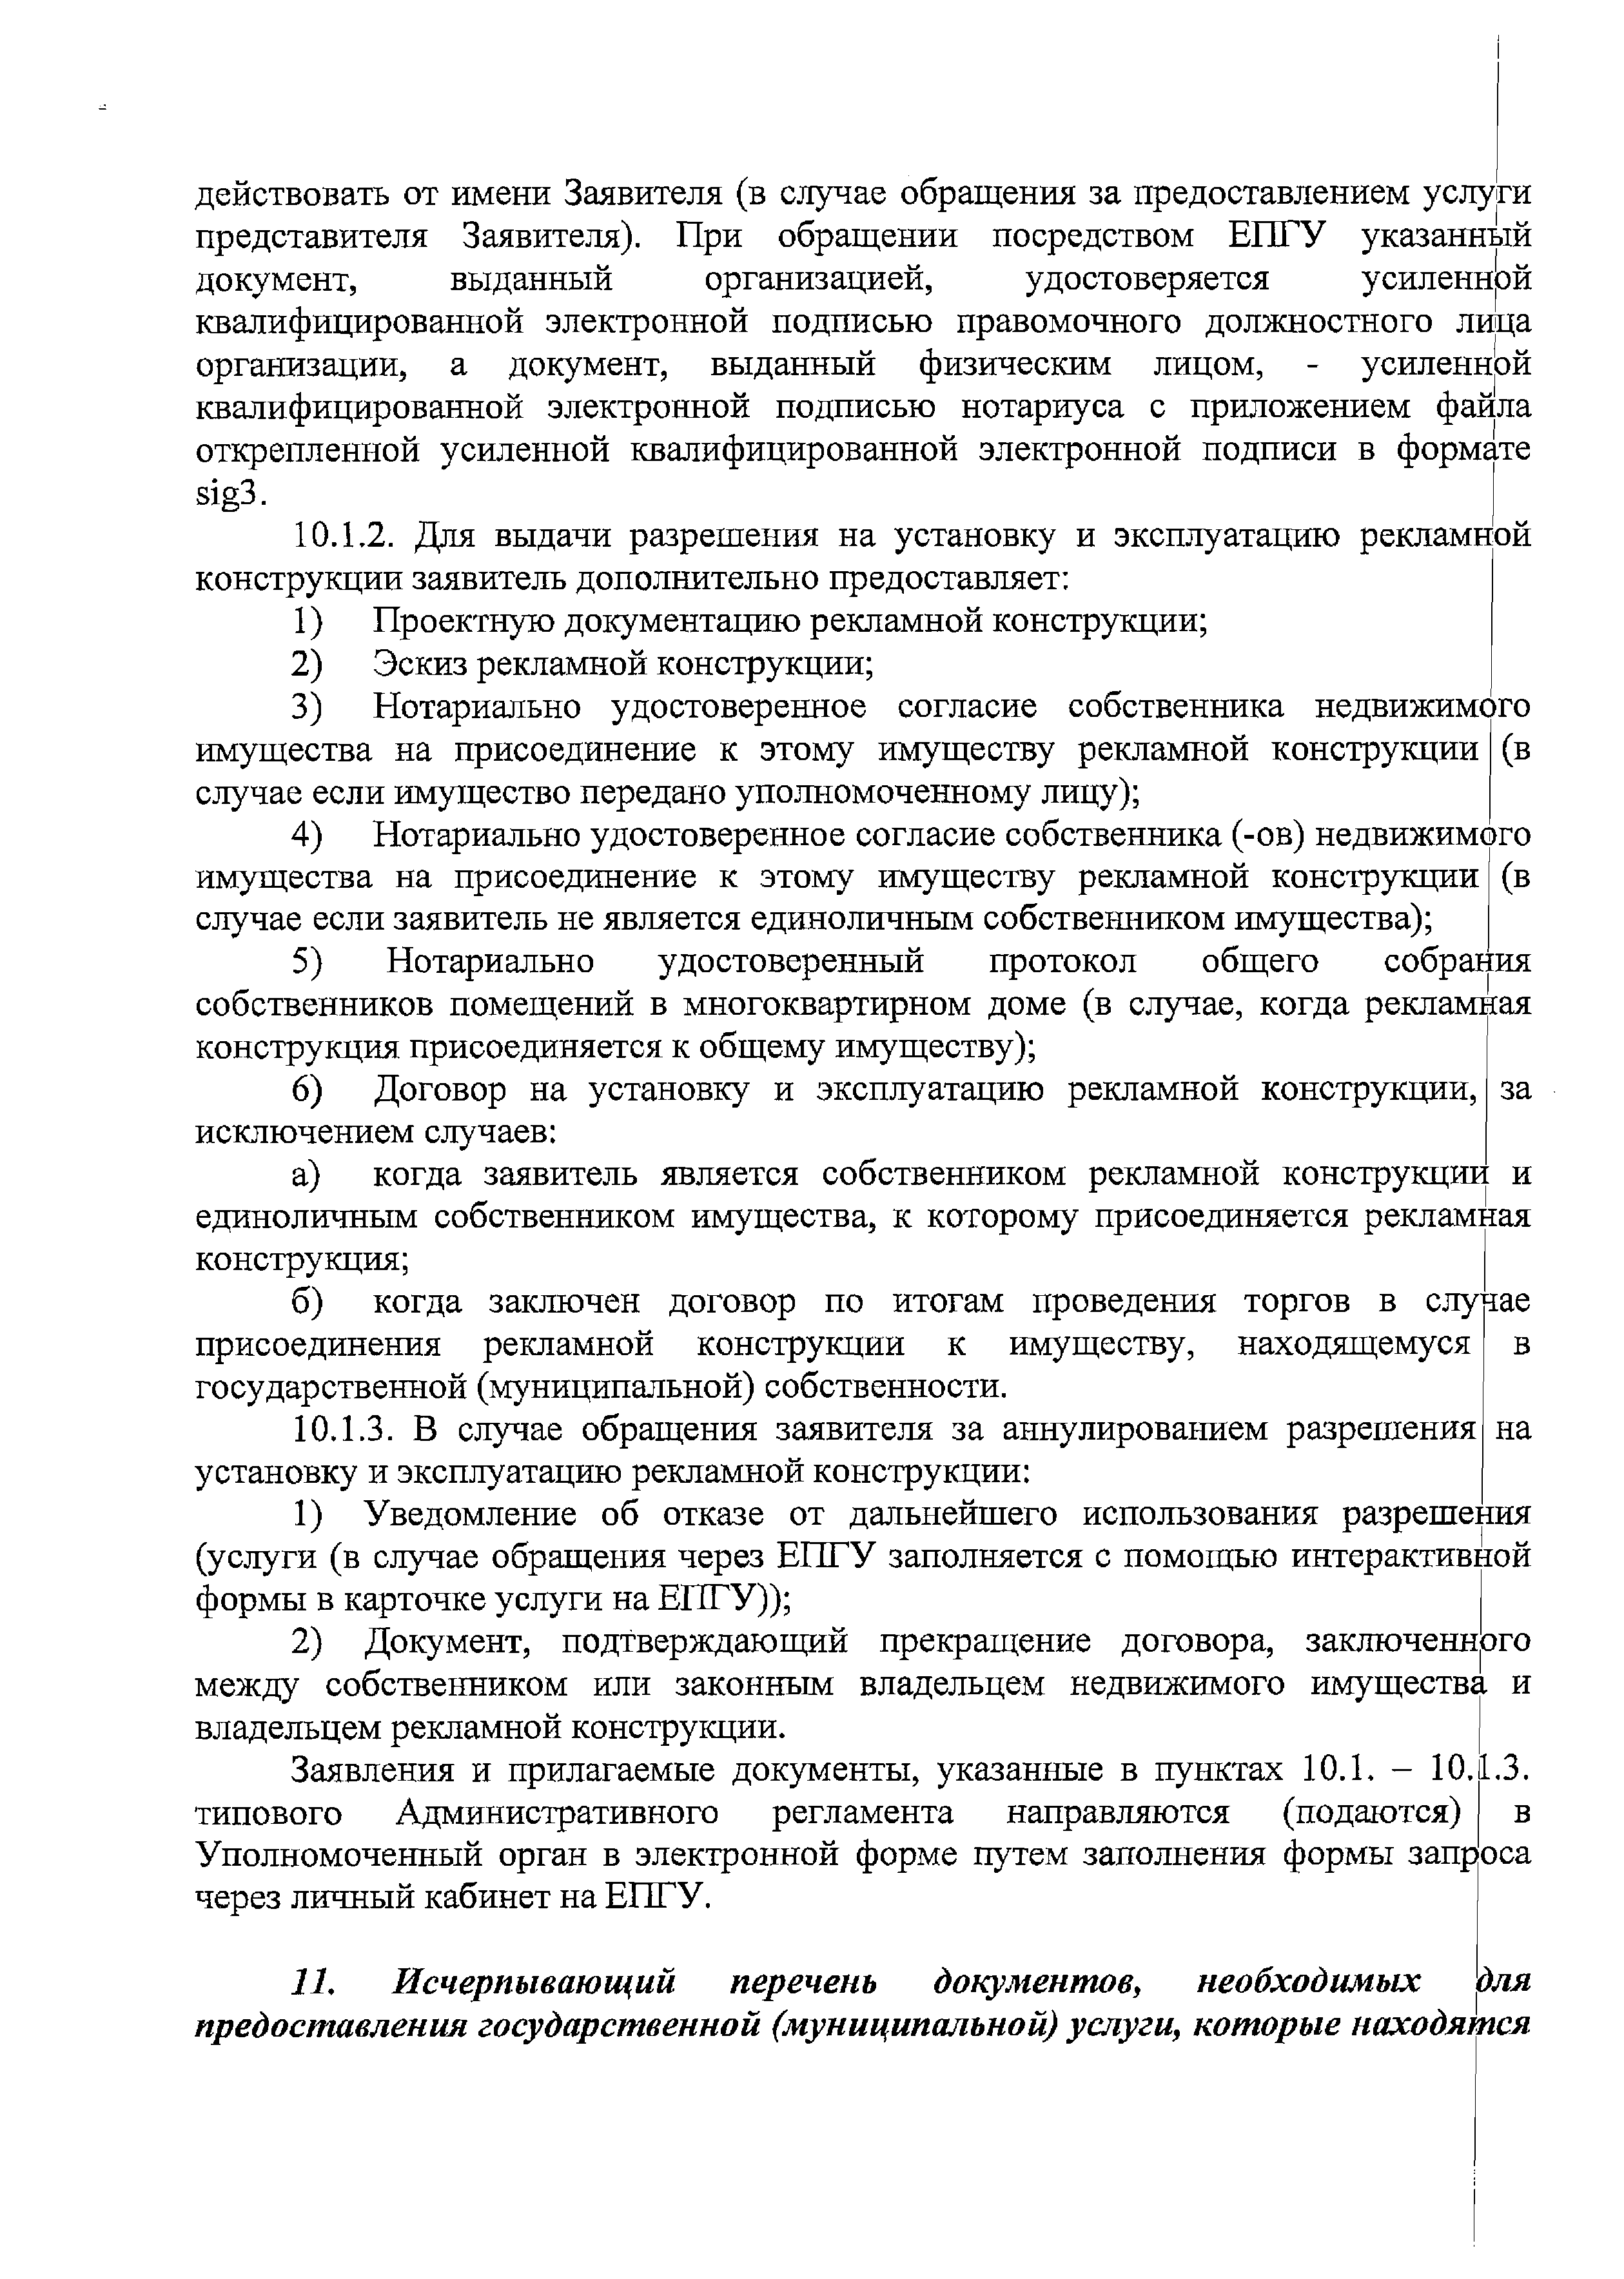 действовать от имени Заявителя (в случае обращения за предоставлением услуги
представителя Заявителя). При обращении посредством ЕПГУ указанный
документ, выданный организацией, удостоверяется усиленной
квалифицированной электронной подписью правомочного должностного лица
организации, а документ, выданный физическим лицом, - усиленной
квалифицированной электронной подписью нотариуса с приложением файла
открепленной усиленной квалифицированной электронной подписи в формате
sig3.
10.1.2. Для выдачи разрешения на установку и эксплуатацию рекламной
конструкции заявитель дополнительно предоставляет:
1) Проектную документацию рекламной конструкции;
2) Эскиз рекламной конструкции;
3) Нотариально удостоверенное согласие собственника недвижимого
имущества на присоединение к этому имуществу рекламной конструкции (в
случае если имущество передано уполномоченному лицу);
4) Нотариально удостоверенное согласие собственника (-ов) недвижимого
имущества на присоединение к этому имуществу рекламной конструкции (в
случае если заявитель не является единоличным собственником имущества);
5) Нотариально удостоверенный протокол общего собрания
собственников помещений в многоквартирном доме (в случае, когда рекламная
конструкция присоединяется к общему имуществу);
6) Договор на установку и эксплуатацию рекламной конструкции, за
исключением случаев:
а) когда заявитель является собственником рекламной конструкции и
единоличным собственником имущества, к которому присоединяется рекламная
конструкция;
б) когда заключен договор по итогам проведения торгов в случае
присоединения рекламной конструкции к имуществу, находящемуся в
государственной (муниципальной) собственности.
10.1.3. В случае обращения заявителя за аннулированием разрешения на
установку и эксплуатацию рекламной конструкции:
1) Уведомление об отказе от дальнейшего использования разрешения
(услуги (в случае обращения через ЕПГУ заполняется с помощью интерактивной
формы в карточке услуги на ЕПГУ));
2) Документ, подтверждающий прекращение договора, заключенного
между собственником или законным владельцем недвижимого имущества и
владельцем рекламной конструкции.
Заявления и прилагаемые документы, указанные в пунктах 10.1. – 10.1.3.
типового Административного регламента направляются (подаются) в
Уполномоченный орган в электронной форме путем заполнения формы запроса
через личный кабинет на ЕПГУ.
11. Исчерпывающий перечень документов, необходимых для
предоставления государственной (муниципальной) услуги, которые находятся